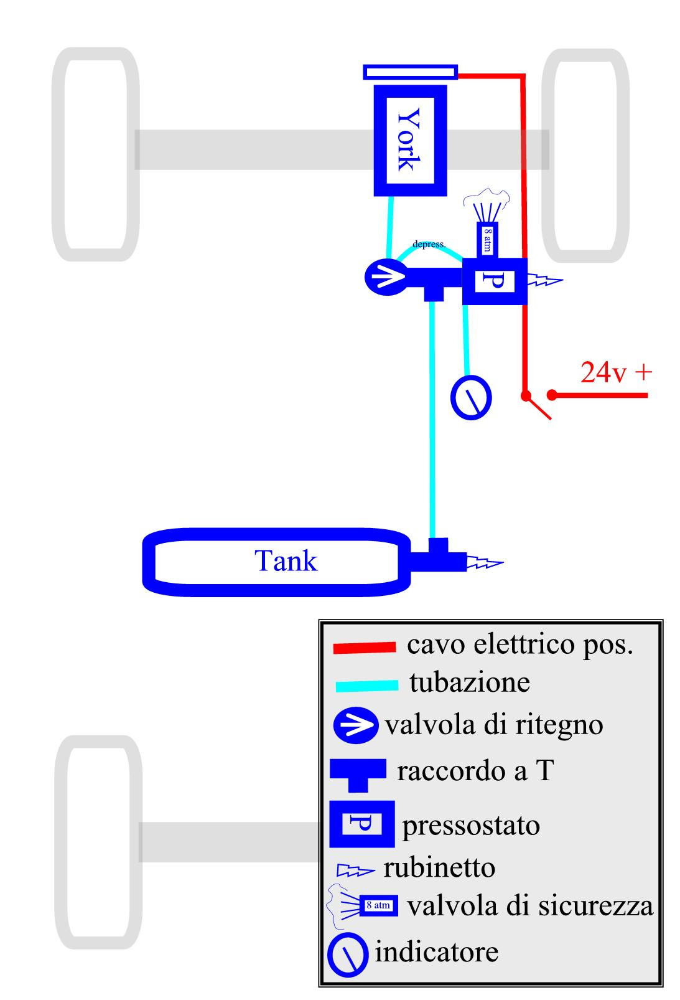 York
8 atm
depress.
P
24v +
Tank
cavo elettrico pos.
tubazione
valvola di ritegno
raccordo a T
P
pressostato
rubinetto
8 atm
valvola di sicurezza
indicatore